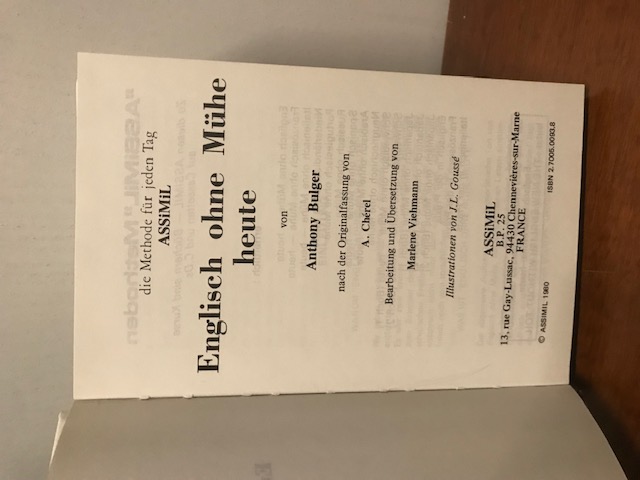 die Methode für jeden Tag
ASSiMiL
Englisch ohne Mühe
heute
von
Anthony Bulger
nach der Originalfassung von
A. Chérel
Bearbeitung und Übersetzung von
Marlene Viehmann
Illustrationen von J.L. Goussé
ASSiMiL
B.P. 25
13, rue Gay-Lussac, 94430 Chennevières-sur-Marne
FRANCE
© ASSIMIL 1980
ISBN 2.7005.0093.8